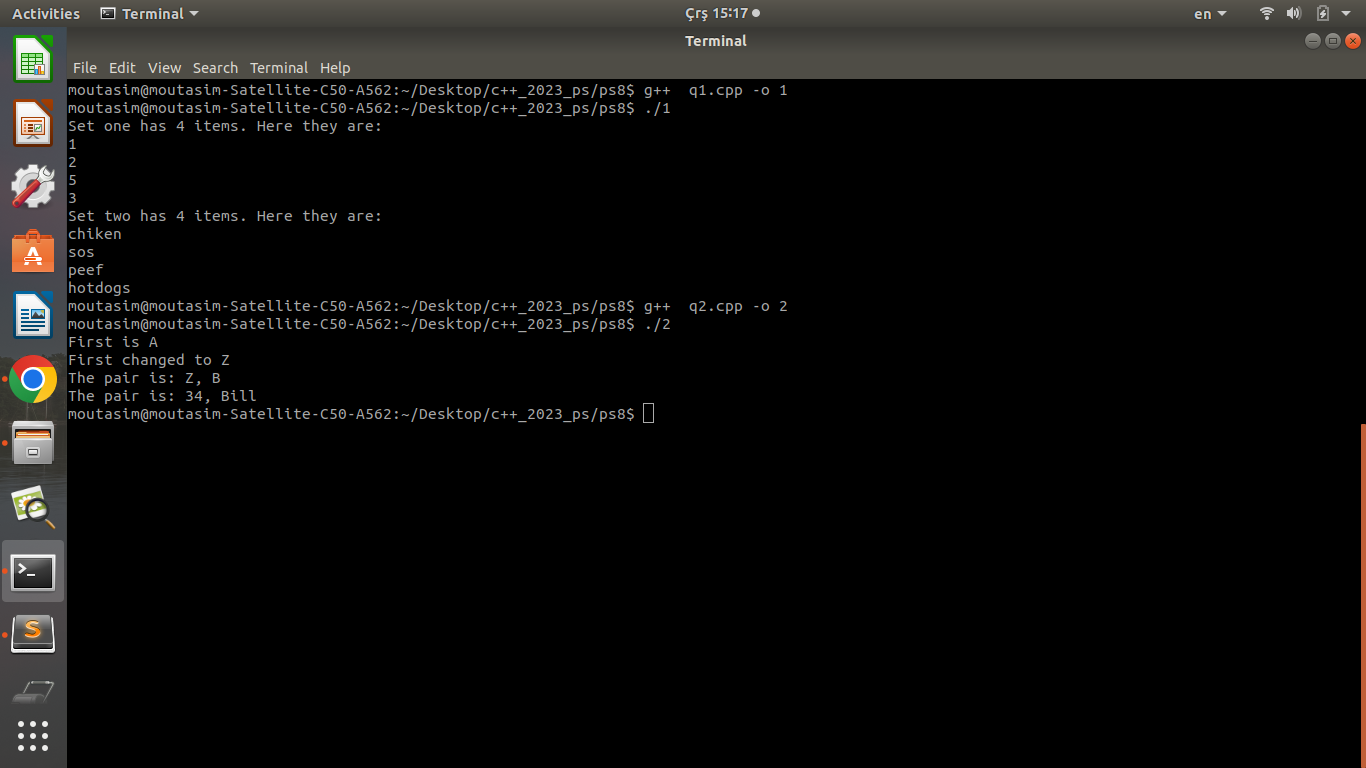 Activities Terminal Çrş 15:17 en
Terminal
File Edit View Search Terminal Help
moutasim@moutasim-Satellite-C50-A562:~/Desktop/c++_2023_ps/ps8$ g++  q1.cpp -o 1
moutasim@moutasim-Satellite-C50-A562:~/Desktop/c++_2023_ps/ps8$ ./1
Set one has 4 items. Here they are:
1
2
5
3
Set two has 4 items. Here they are:
chiken
sos
peef
hotdogs
moutasim@moutasim-Satellite-C50-A562:~/Desktop/c++_2023_ps/ps8$ g++  q2.cpp -o 2
moutasim@moutasim-Satellite-C50-A562:~/Desktop/c++_2023_ps/ps8$ ./2
First is A
First changed to Z
The pair is: Z, B
The pair is: 34, Bill
moutasim@moutasim-Satellite-C50-A562:~/Desktop/c++_2023_ps/ps8$